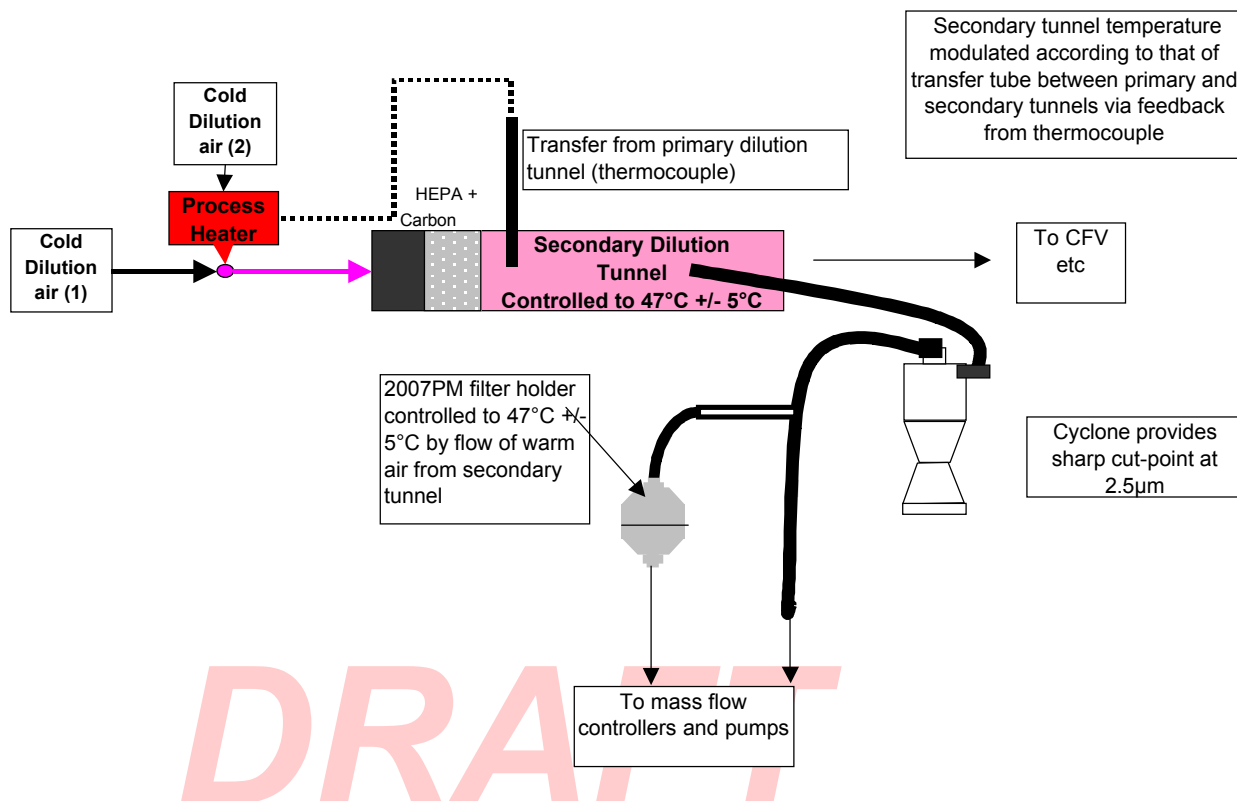 Secondary tunnel temperature
modulated according to that of
transfer tube between primary and
secondary tunnels via feedback
from thermocouple
Cold
Dilution
air (2)
Transfer from primary dilution
tunnel (thermocouple)
HEPA +
Carbon
Process
Heater
Cold
Dilution
air (1)
Secondary Dilution
Tunnel
Controlled to 47°C +/- 5°C
To CFV
etc
2007PM filter holder
controlled to 47°C +/-
5°C by flow of warm
air from secondary
tunnel
Cyclone provides
sharp cut-point at
2.5µm
To mass flow
controllers and pumps
DRAFT